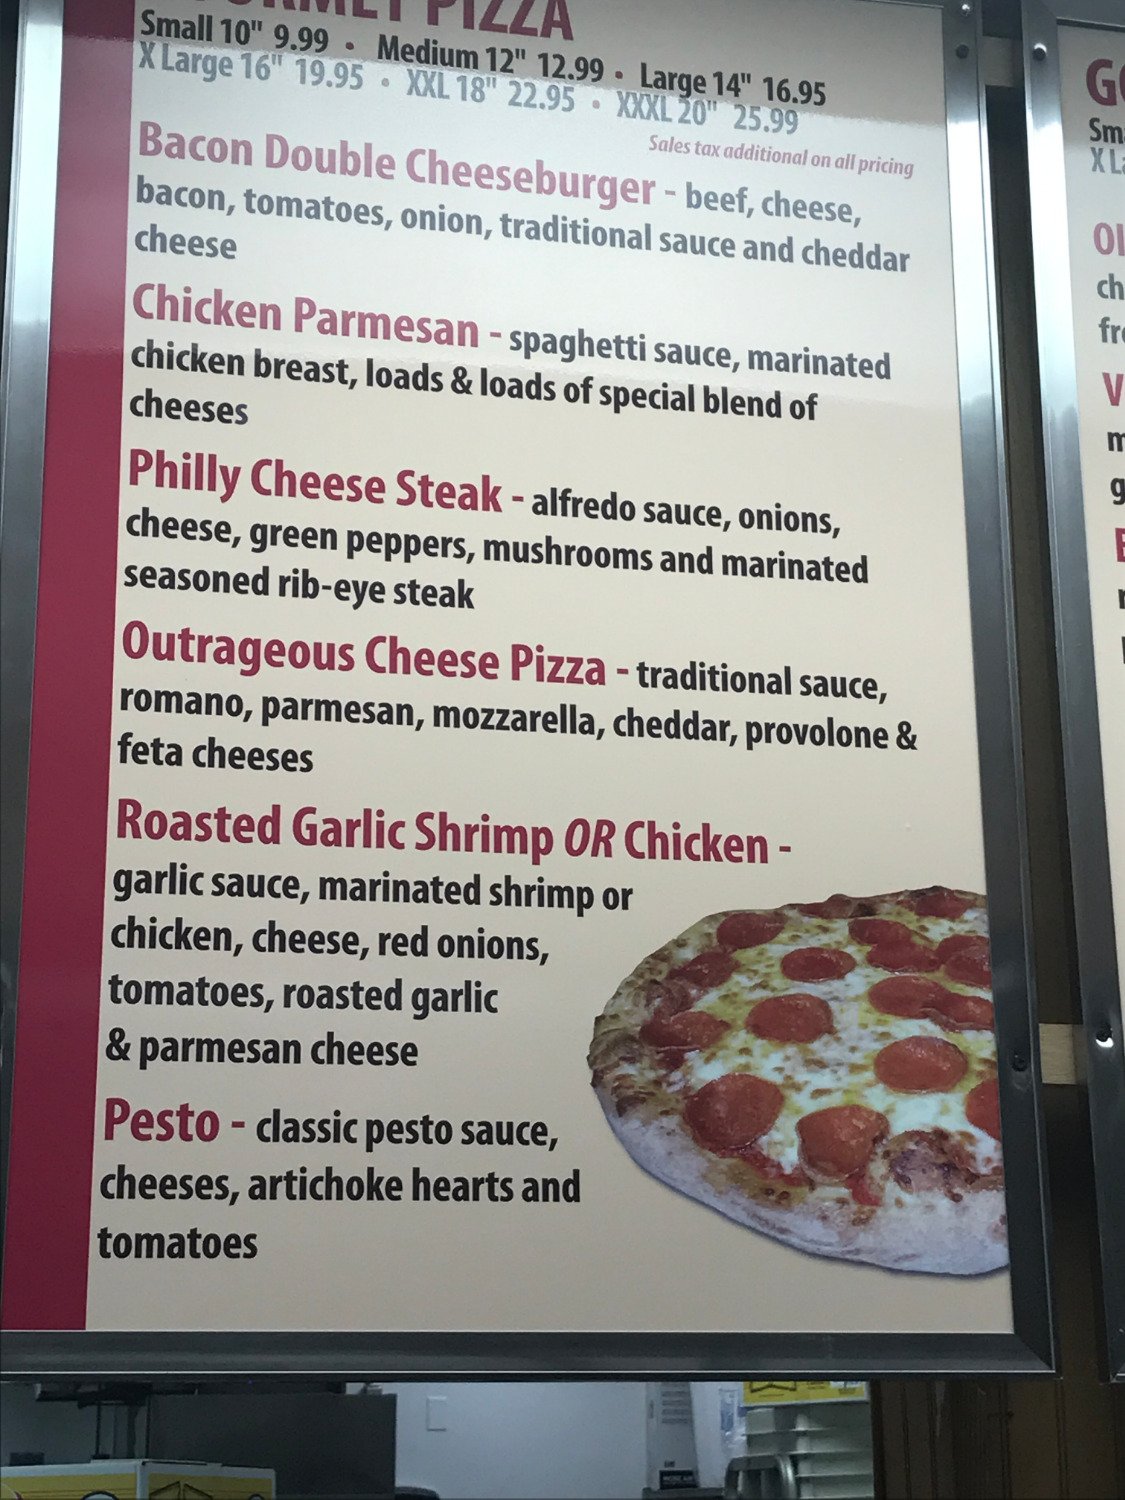 PIZZA
Small 10" 9.99 • Medium 12" 12.99 • Large 14" 16.95
X Large 16" 19.95 • XXL 18" 22.95 • XXXL 20" 25.99
Sales tax additional on all pricing
Bacon Double Cheeseburger - beef, cheese,
bacon, tomatoes, onion, traditional sauce and cheddar
cheese
Chicken Parmesan - spaghetti sauce, marinated
chicken breast, loads & loads of special blend of
cheeses
Philly Cheese Steak - alfredo sauce, onions,
cheese, green peppers, mushrooms and marinated
seasoned rib-eye steak
Outrageous Cheese Pizza - traditional sauce,
romano, parmesan, mozzarella, cheddar, provolone &
feta cheeses
Roasted Garlic Shrimp OR Chicken -
garlic sauce, marinated shrimp or
chicken, cheese, red onions,
tomatoes, roasted garlic
& parmesan cheese
Pesto - classic pesto sauce,
cheeses, artichoke hearts and
tomatoes